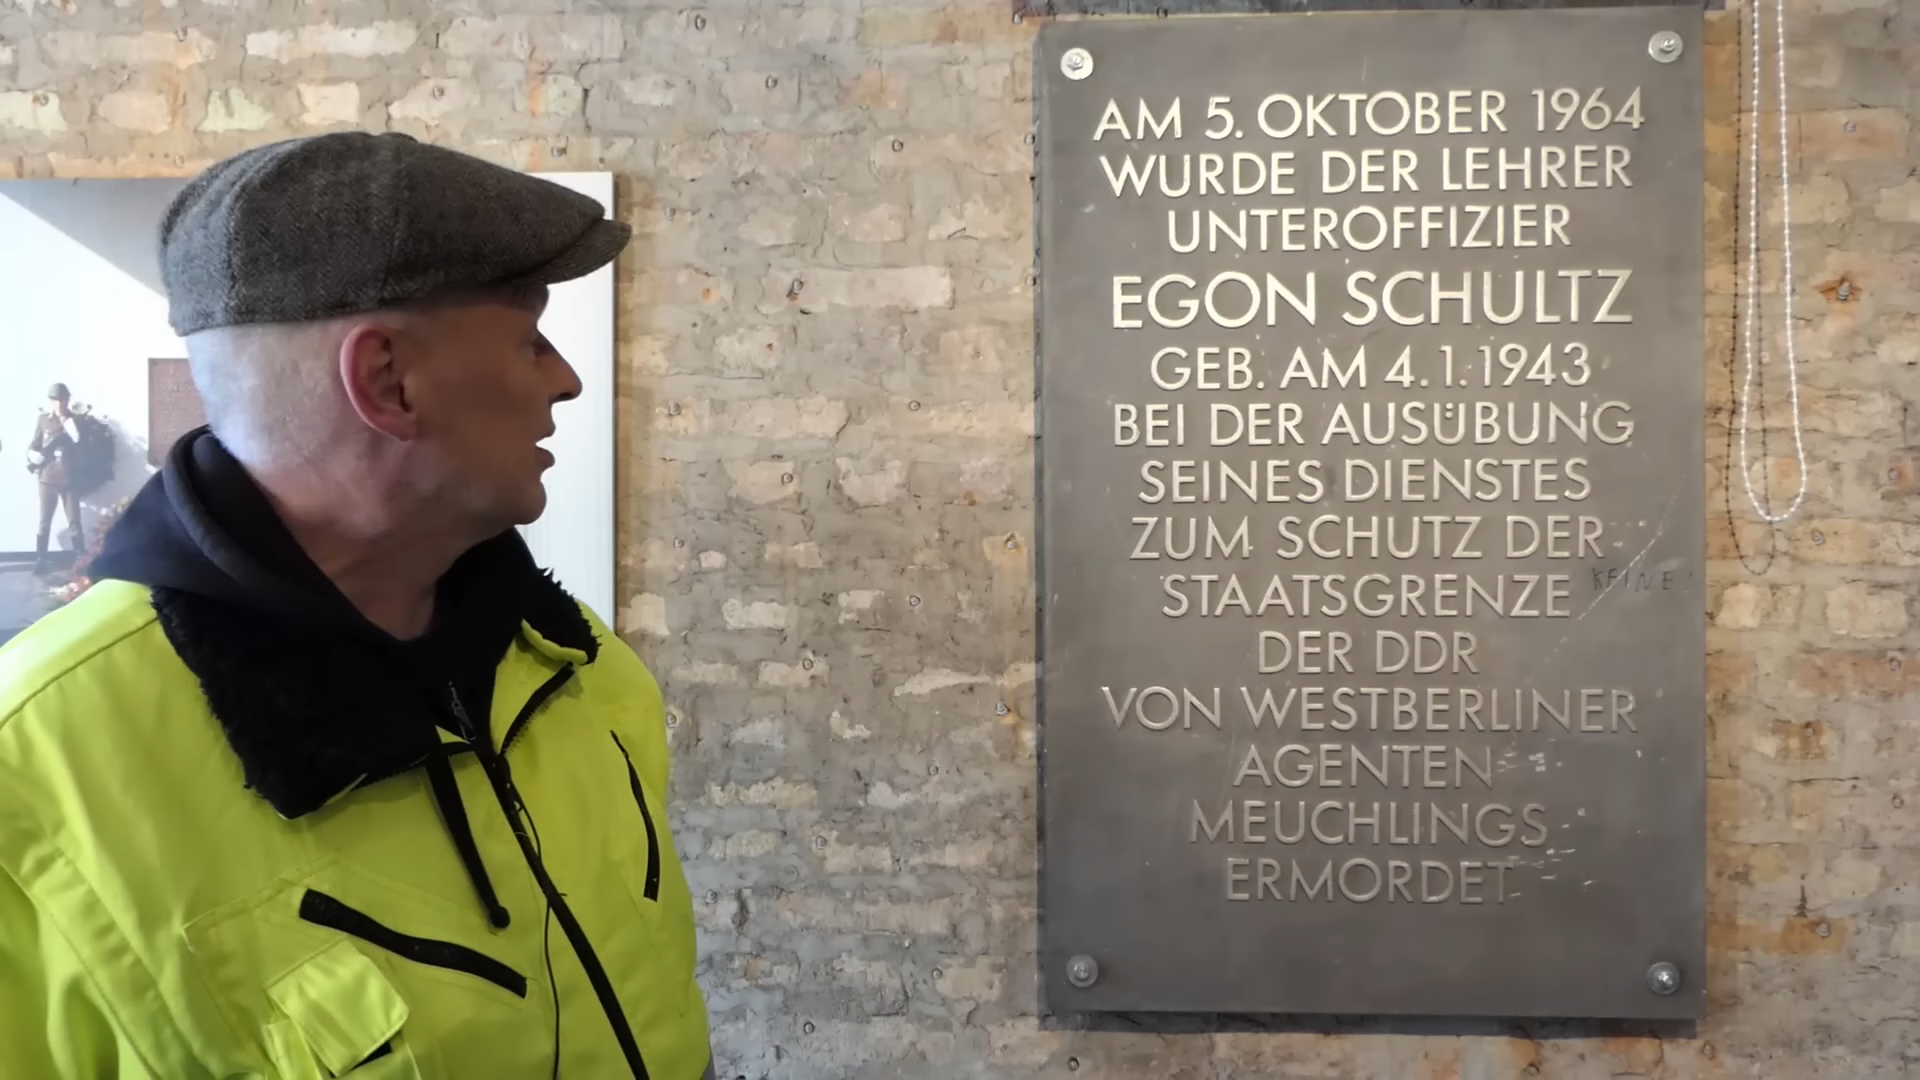 AM 5. OKTOBER 1964
WURDE DER LEHRER
UNTEROFFIZIER
EGON SCHULTZ
GEB. AM 4.1.1943
BEI DER AUSÜBUNG
SEINES DIENSTES
ZUM SCHUTZ DER
STAATSGRENZE KEINE
DER DDR
VON WESTBERLINER
AGENTEN
MEUCHLINGS
ERMORDET